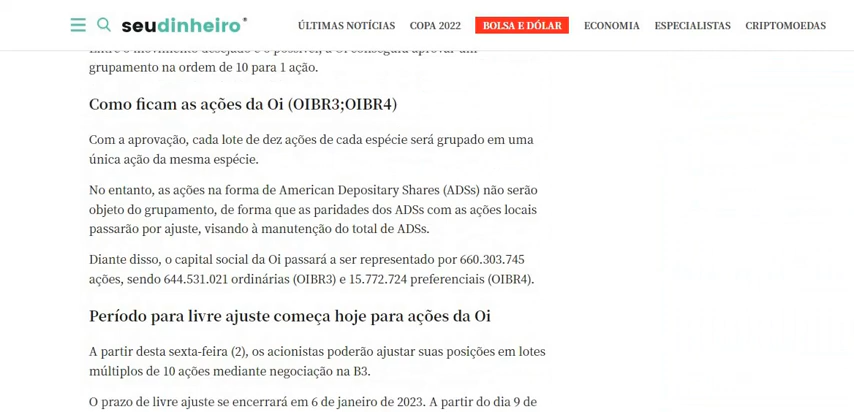 seudinheiro®
ÚLTIMAS NOTÍCIAS COPA 2022 BOLSA E DÓLAR ECONOMIA ESPECIALISTAS CRIPTOMOEDAS
Entre o movimento desejado e o possível, a Oi conseguiu aprovar um
grupamento na ordem de 10 para 1 ação.
Como ficam as ações da Oi (OIBR3;OIBR4)
Com a aprovação, cada lote de dez ações de cada espécie será grupado em uma
única ação da mesma espécie.
No entanto, as ações na forma de American Depositary Shares (ADSs) não serão
objeto do grupamento, de forma que as paridades dos ADSs com as ações locais
passarão por ajuste, visando à manutenção do total de ADSs.
Diante disso, o capital social da Oi passará a ser representado por 660.303.745
ações, sendo 644.531.021 ordinárias (OIBR3) e 15.772.724 preferenciais (OIBR4).
Período para livre ajuste começa hoje para ações da Oi
A partir desta sexta-feira (2), os acionistas poderão ajustar suas posições em lotes
múltiplos de 10 ações mediante negociação na B3.
O prazo de livre ajuste se encerrará em 6 de janeiro de 2023. A partir do dia 9 de